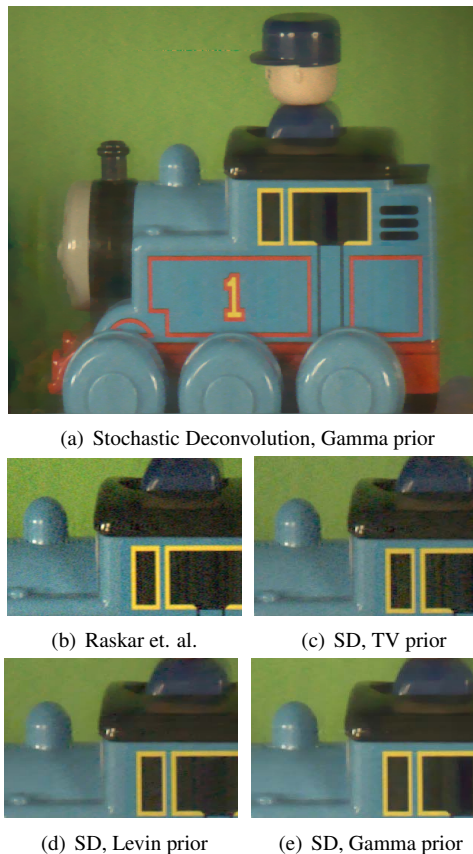 1
(a) Stochastic Deconvolution, Gamma prior
(b) Raskar et. al.
(c) SD, TV prior
(d) SD, Levin prior
(e) SD, Gamma prior